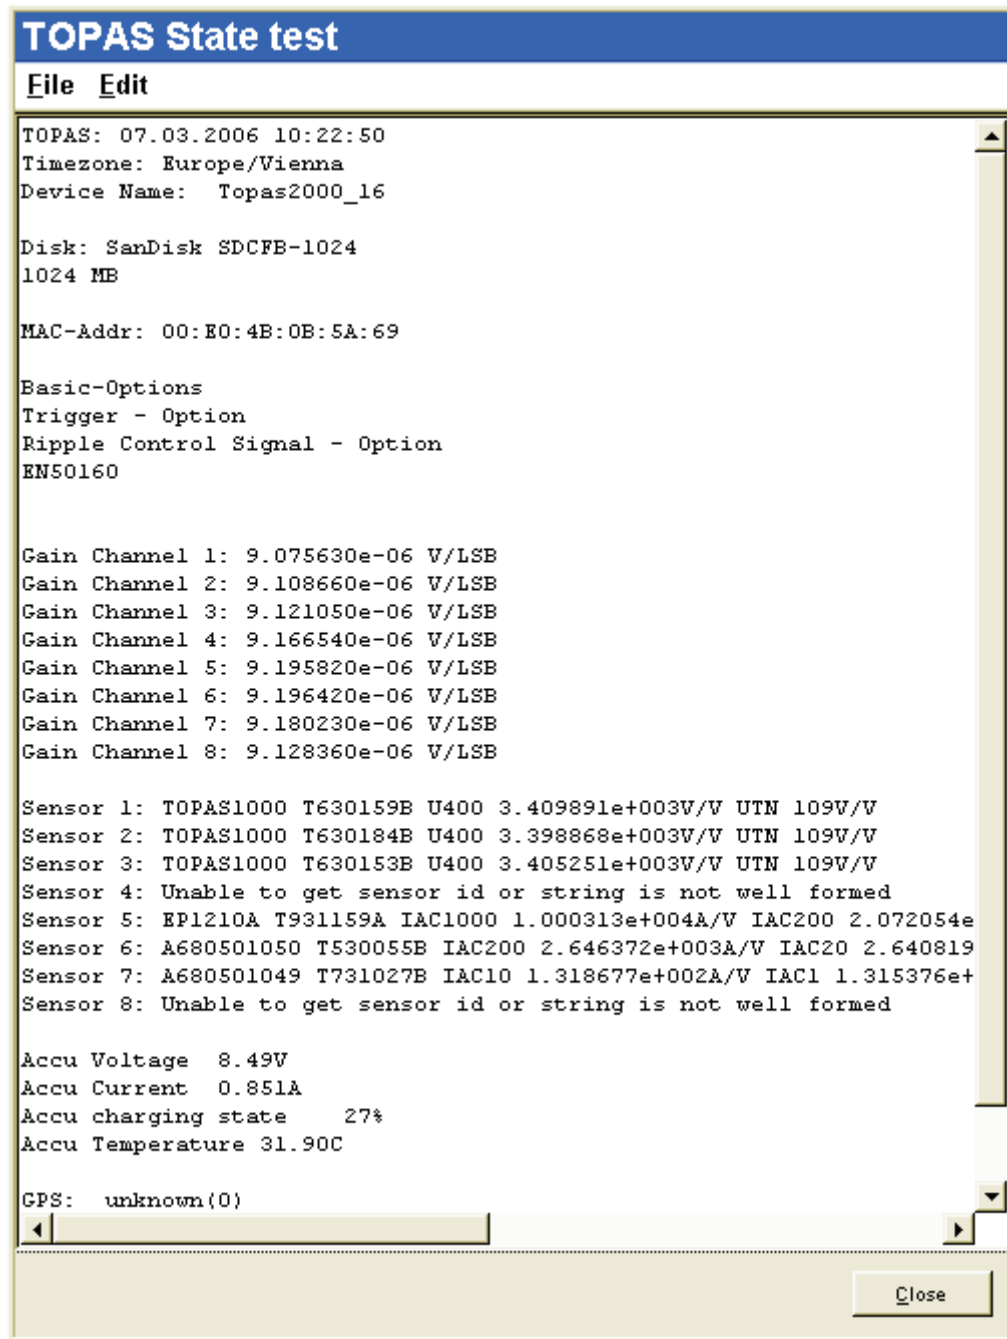 TOPAS State test
File Edit
TOPAS: 07.03.2006 10:22:50
Timezone: Europe/Vienna
Device Name:  Topas2000_16
Disk: SanDisk SDCFB-1024
1024 MB
MAC-Addr: 00:E0:4B:0B:5A:69
Basic-Options
Trigger - Option
Ripple Control Signal - Option
EN50160
Gain Channel 1: 9.075630e-06 V/LSB
Gain Channel 2: 9.108660e-06 V/LSB
Gain Channel 3: 9.121050e-06 V/LSB
Gain Channel 4: 9.166540e-06 V/LSB
Gain Channel 5: 9.195820e-06 V/LSB
Gain Channel 6: 9.196420e-06 V/LSB
Gain Channel 7: 9.180230e-06 V/LSB
Gain Channel 8: 9.128360e-06 V/LSB
Sensor 1: TOPAS1000 T630159B U400 3.409891e+003V/V UTN 109V/V
Sensor 2: TOPAS1000 T630184B U400 3.398868e+003V/V UTN 109V/V
Sensor 3: TOPAS1000 T630153B U400 3.405251e+003V/V UTN 109V/V
Sensor 4: Unable to get sensor id or string is not well formed
Sensor 5: EP1210A T931159A IAC1000 1.000313e+004A/V IAC200 2.072054e
Sensor 6: A680501050 T530055B IAC200 2.646372e+003A/V IAC20 2.640819
Sensor 7: A680501049 T731027B IAC10 1.318677e+002A/V IAC1 1.315376e+
Sensor 8: Unable to get sensor id or string is not well formed
Accu Voltage  8.49V
Accu Current  0.851A
Accu charging state    27%
Accu Temperature 31.90C
GPS:  unknown(0)
Close